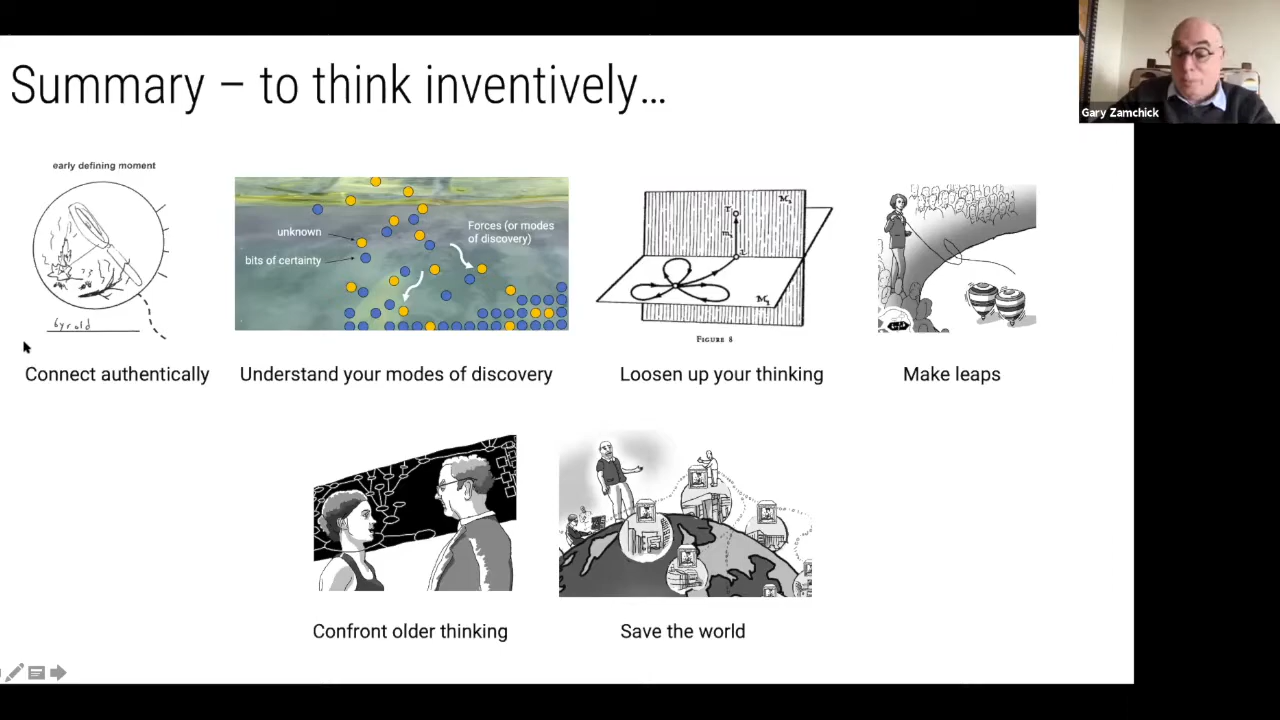 Summary – to think inventively...
Gary Zamchick
early defining moment
unknown
bits of certainty
Forces (or modes
of discovery)
M₂
M₁
FIGURE 8
Connect authentically
Understand your modes of discovery
Loosen up your thinking
Make leaps
Confront older thinking
Save the world